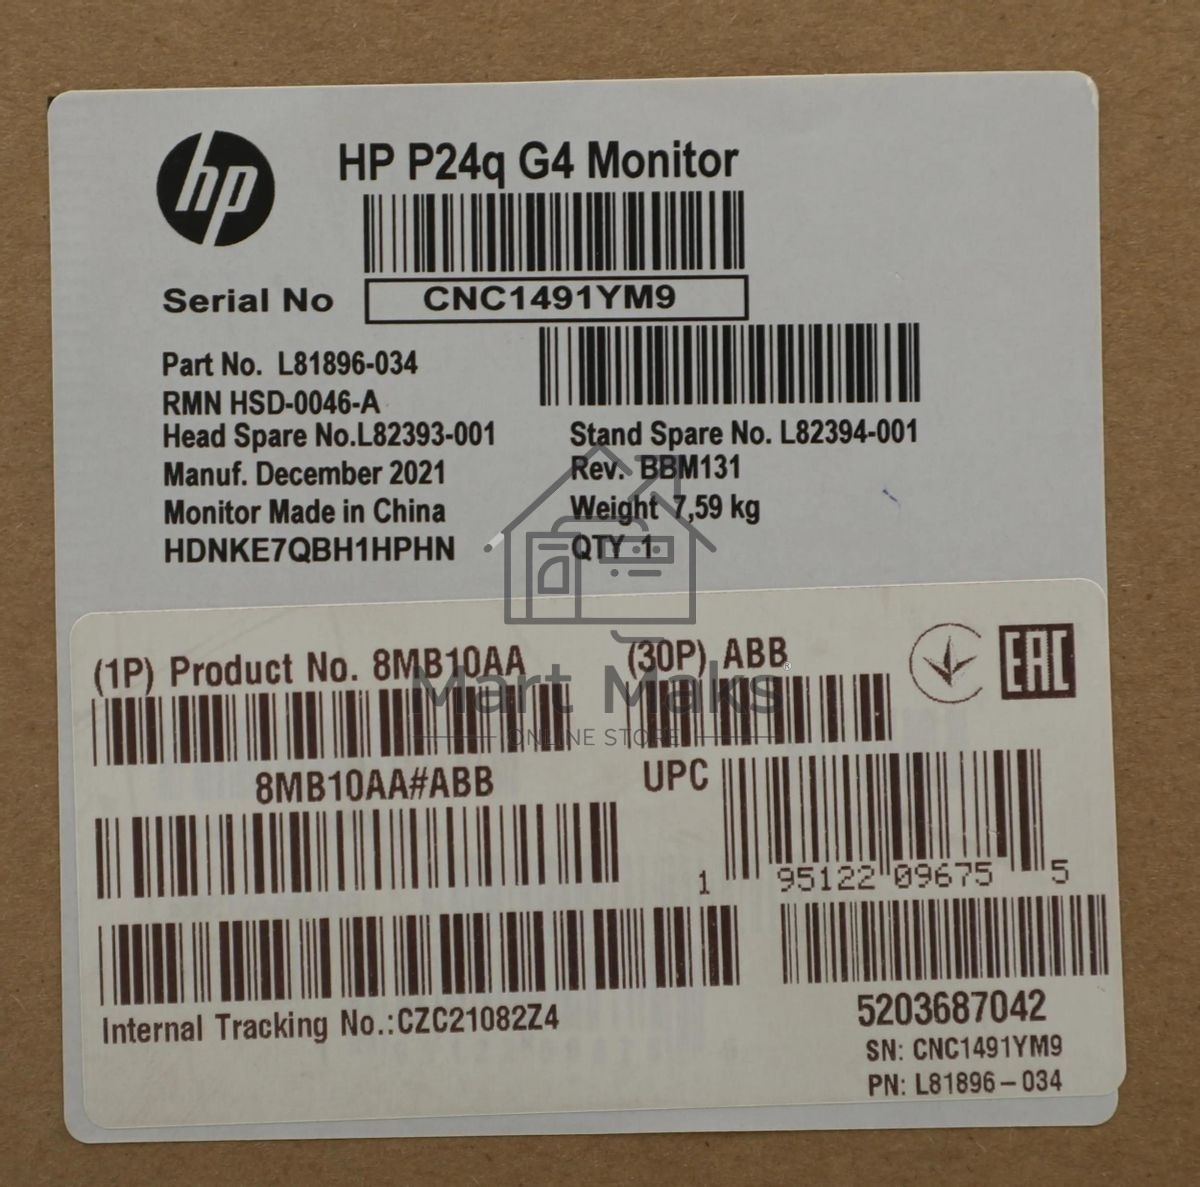 hp
HP P24q G4 Monitor
Serial No CNC1491YM9
Part No. L81896-034
RMN HSD-0046-A
Head Spare No.L82393-001 Stand Spare No. L82394-001
Manuf. December 2021 Rev. BBM131
Monitor Made in China Weight 7,59 kg
HDNKE7QBH1HPHN QTY 1
(1P) Product No. 8MB10AA (30P) ABB
EAC
Mart Maks®
ONLINE STORE
8MB10AA#ABB UPC
1 95122 09675 5
Internal Tracking No.:CZC21082Z4
5203687042
SN: CNC1491YM9
PN: L81896-034